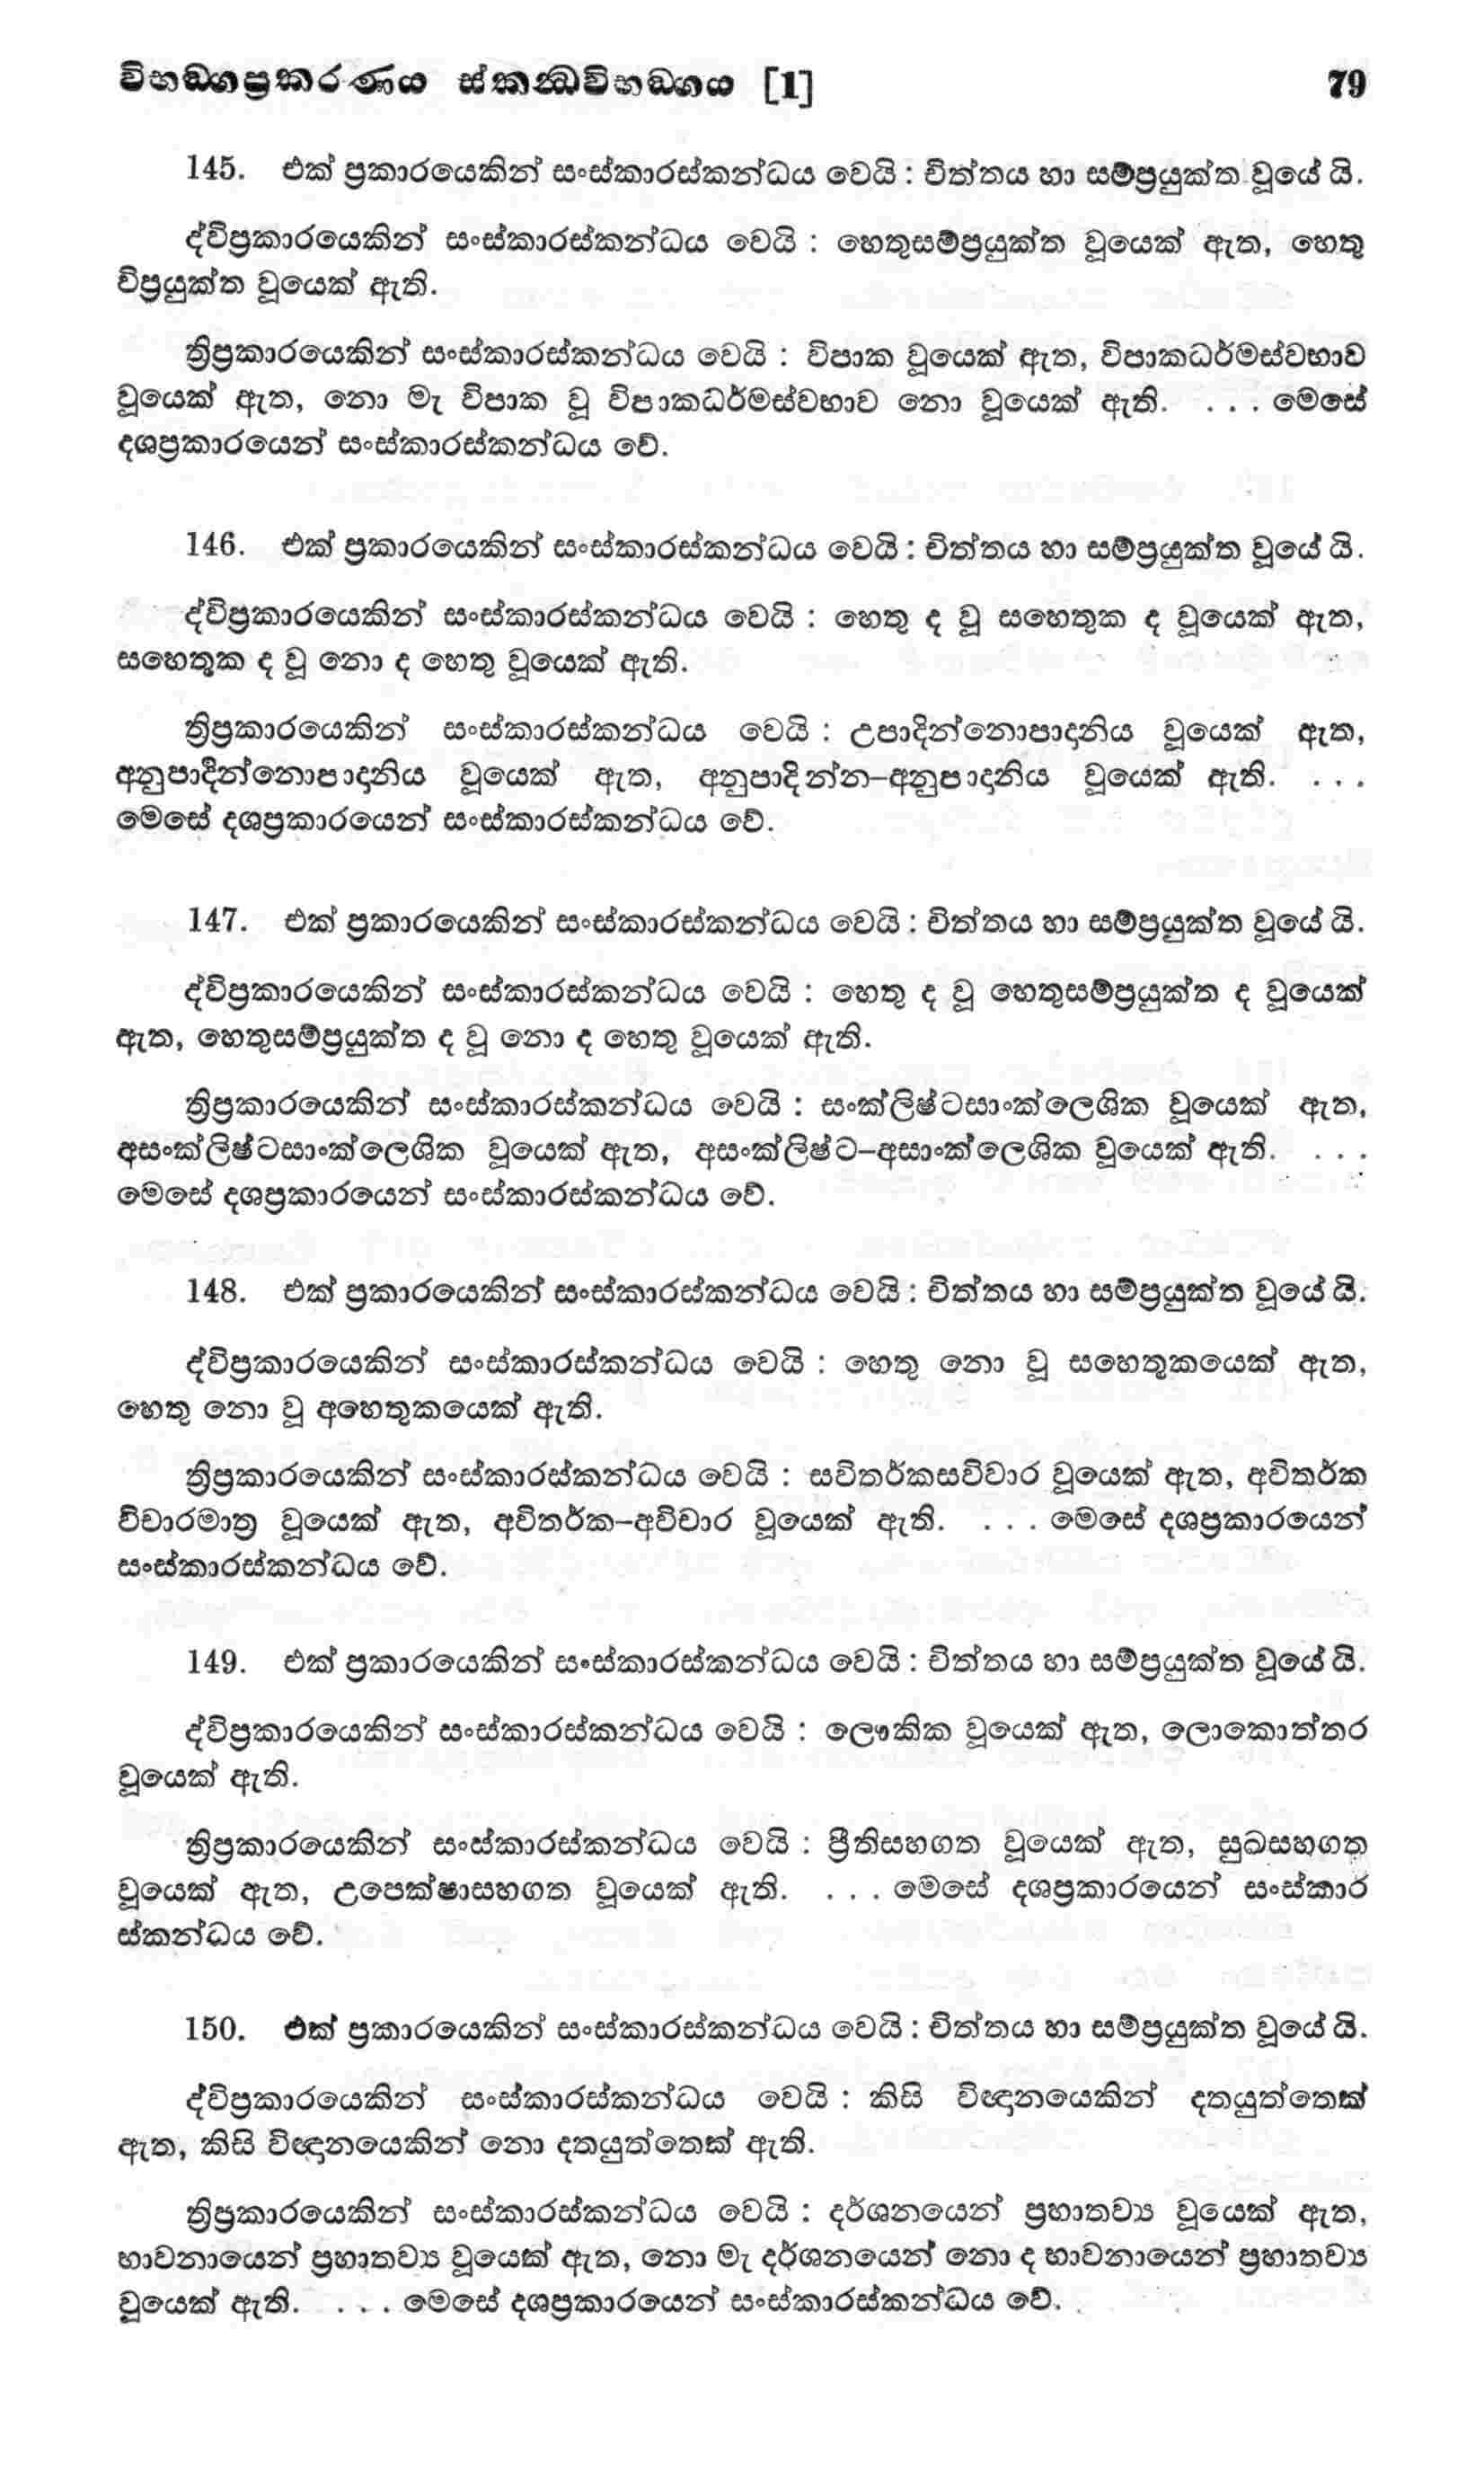 විභඞ්ගප්‍රකරණය ස්කන්‍ධවිභඞ්ගය [1] 79
145. එක් ප්‍රකාරයෙකින් සංස්කාරස්කන්ධය වෙයි : චිත්තය හා සම්ප්‍රයුක්ත වූයේ යි.
ද්විප්‍රකාරයෙකින් සංස්කාරස්කන්ධය වෙයි : හෙතුසම්ප්‍රයුක්ත වූයෙක් ඇත, හෙතු
විප්‍රයුක්ත වූයෙක් ඇති.
ත්‍රිප්‍රකාරයෙකින් සංස්කාරස්කන්ධය වෙයි : විපාක වූයෙක් ඇත, විපාකධර්මස්වභාව
වූයෙක් ඇත, නො මැ විපාක වූ විපාකධර්මස්වභාව නො වූයෙක් ඇති. . . . මෙසේ
දශප්‍රකාරයෙන් සංස්කාරස්කන්ධය වේ.
146. එක් ප්‍රකාරයෙකින් සංස්කාරස්කන්ධය වෙයි : චිත්තය හා සම්ප්‍රයුක්ත වූයේ යි.
ද්විප්‍රකාරයෙකින් සංස්කාරස්කන්ධය වෙයි : හෙතු ද වූ සහෙතුක ද වූයෙක් ඇත,
සහෙතුක ද වූ නො ද හෙතු වූයෙක් ඇති.
ත්‍රිප්‍රකාරයෙකින් සංස්කාරස්කන්ධය වෙයි : උපාදින්නොපාදානිය වූයෙක් ඇත,
අනුපාදින්නොපාදානිය වූයෙක් ඇත, අනුපාදින්න–අනුපාදානිය වූයෙක් ඇති. . . .
මෙසේ දශප්‍රකාරයෙන් සංස්කාරස්කන්ධය වේ.
147. එක් ප්‍රකාරයෙකින් සංස්කාරස්කන්ධය වෙයි : චිත්තය හා සම්ප්‍රයුක්ත වූයේ යි.
ද්විප්‍රකාරයෙකින් සංස්කාරස්කන්ධය වෙයි : හෙතු ද වූ හෙතුසම්ප්‍රයුක්ත ද වූයෙක්
ඇත, හෙතුසම්ප්‍රයුක්ත ද වූ නො ද හෙතු වූයෙක් ඇති.
ත්‍රිප්‍රකාරයෙකින් සංස්කාරස්කන්ධය වෙයි : සංක්ලිෂ්ටසාංක්ලෙශික වූයෙක් ඇත,
අසංක්ලිෂ්ටසාංක්ලෙශික වූයෙක් ඇත, අසංක්ලිෂ්ට–අසාංක්ලෙශික වූයෙක් ඇති. . . .
මෙසේ දශප්‍රකාරයෙන් සංස්කාරස්කන්ධය වේ.
148. එක් ප්‍රකාරයෙකින් සංස්කාරස්කන්ධය වෙයි : චිත්තය හා සම්ප්‍රයුක්ත වූයේ යි.
ද්විප්‍රකාරයෙකින් සංස්කාරස්කන්ධය වෙයි : හෙතු නො වූ සහෙතුකයෙක් ඇත,
හෙතු නො වූ අහෙතුකයෙක් ඇති.
ත්‍රිප්‍රකාරයෙකින් සංස්කාරස්කන්ධය වෙයි : සවිතර්කසවිචාර වූයෙක් ඇත, අවිතර්ක
විචාරමාත්‍ර වූයෙක් ඇත, අවිතර්ක–අවිචාර වූයෙක් ඇති. . . . මෙසේ දශප්‍රකාරයෙන්
සංස්කාරස්කන්ධය වේ.
149. එක් ප්‍රකාරයෙකින් සංස්කාරස්කන්ධය වෙයි : චිත්තය හා සම්ප්‍රයුක්ත වූයේ යි.
ද්විප්‍රකාරයෙකින් සංස්කාරස්කන්ධය වෙයි : ලෞකික වූයෙක් ඇත, ලොකොත්තර
වූයෙක් ඇති.
ත්‍රිප්‍රකාරයෙකින් සංස්කාරස්කන්ධය වෙයි : ප්‍රීතිසහගත වූයෙක් ඇත, සුඛසහගත
වූයෙක් ඇත, උපෙක්ෂාසහගත වූයෙක් ඇති. . . . මෙසේ දශප්‍රකාරයෙන් සංස්කාර
ස්කන්ධය වේ.
150. එක් ප්‍රකාරයෙකින් සංස්කාරස්කන්ධය වෙයි : චිත්තය හා සම්ප්‍රයුක්ත වූයේ යි.
ද්විප්‍රකාරයෙකින් සංස්කාරස්කන්ධය වෙයි : කිසි විඥානයෙකින් දතයුත්තෙක්
ඇත, කිසි විඥානයෙකින් නො දතයුත්තෙක් ඇති.
ත්‍රිප්‍රකාරයෙකින් සංස්කාරස්කන්ධය වෙයි : දර්ශනයෙන් ප්‍රහාතව්‍ය වූයෙක් ඇත,
භාවනායෙන් ප්‍රහාතව්‍ය වූයෙක් ඇත, නො මැ දර්ශනයෙන් නො ද භාවනායෙන් ප්‍රහාතව්‍ය
වූයෙක් ඇති. . . . මෙසේ දශප්‍රකාරයෙන් සංස්කාරස්කන්ධය වේ.